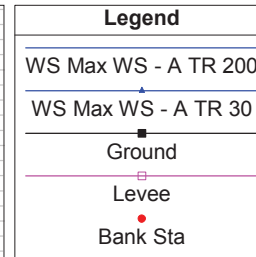 Legend
WS Max WS - A TR 200
WS Max WS - A TR 30
Ground
Levee
Bank Sta